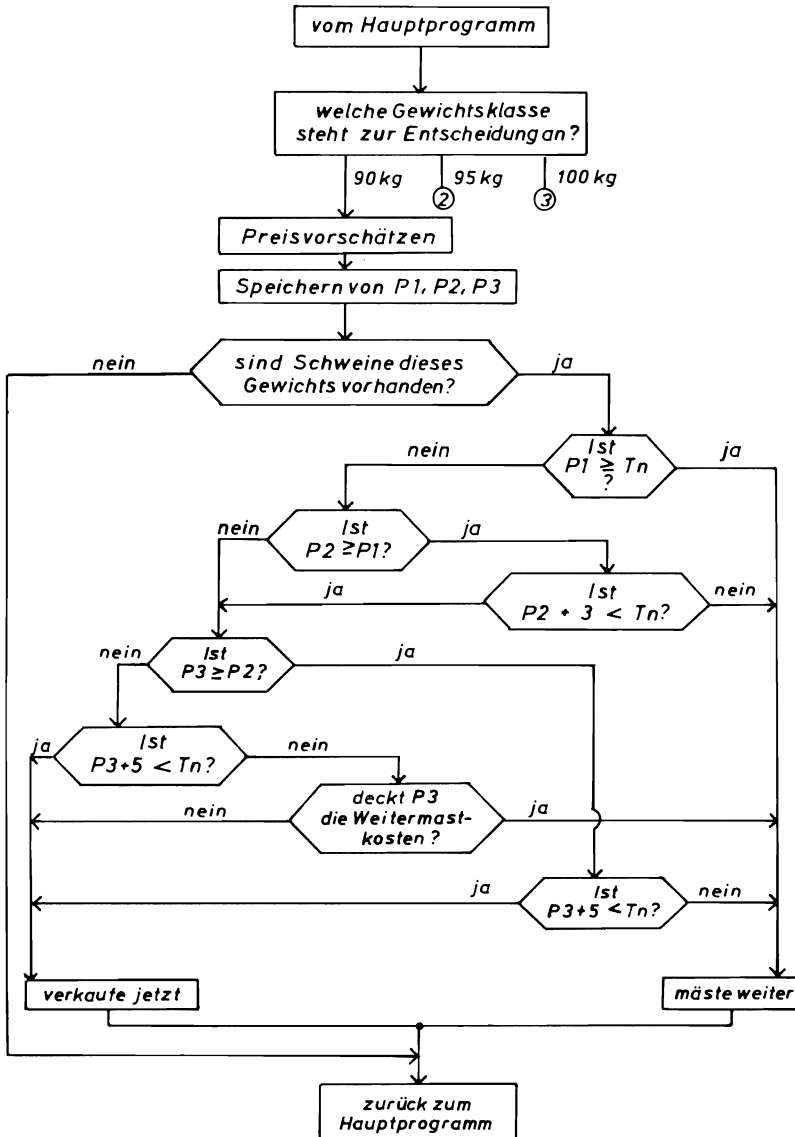 vom Hauptprogramm
welche Gewichtsklasse
steht zur Entscheidung an?
90 kg
95 kg
100 kg
2
3
Preisvorschätzen
Speichern von P1, P2, P3
nein
sind Schweine dieses
Gewichts vorhanden?
ja
nein
Ist
P1 ≧ Tn
?
ja
nein
Ist
P2 ≥ P1?
ja
ja
Ist
P2 + 3 < Tn?
nein
nein
Ist
P3 ≥ P2?
ja
ja
Ist
P3+5 < Tn?
nein
nein
deckt P3
die Weitermast-
kosten?
ja
ja
Ist
P3+5 < Tn?
nein
verkaufe jetzt
mäste weiter
zurück zum
Hauptprogramm